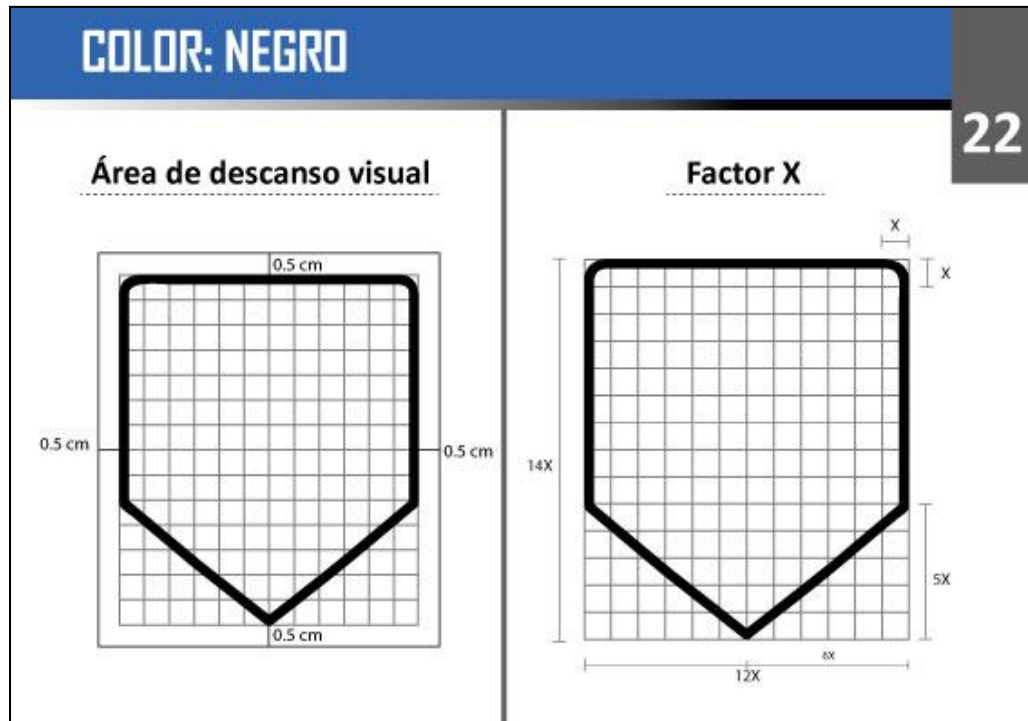 COLOR: NEGRO
22
Área de descanso visual
0.5 cm
0.5 cm
0.5 cm
0.5 cm
Factor X
X
X
14X
5X
6X
12X